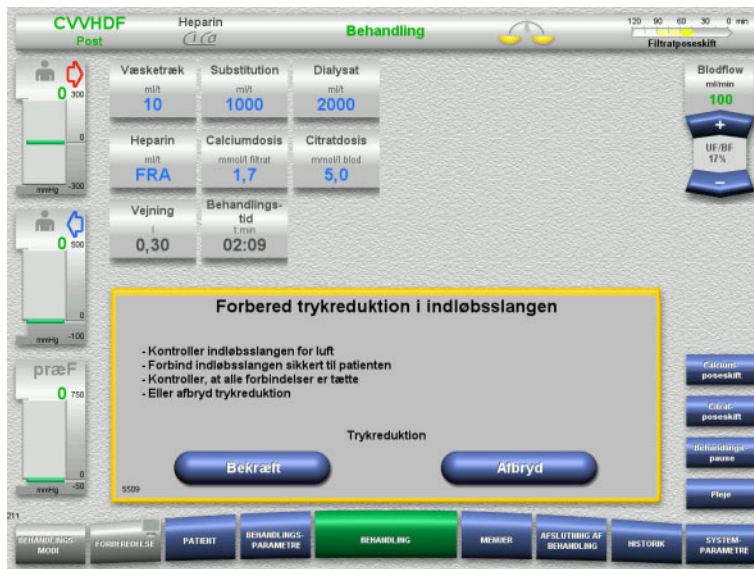 CVVHDF
Post
Heparin
Ci Ca
Behandling
120 90 60 30 0 min
Filtratposeskift
0
300
0
-300
mmHg
0
500
-100
mmHg
præF
0
750
0
-50
mmHg
Væsketræk
ml/t
10
Substitution
ml/t
1000
Dialysat
ml/t
2000
Heparin
ml/t
FRA
Calciumdosis
mmol/l filtrat
1,7
Citratdosis
mmol/l blod
5,0
Vejning
l
0,30
Behandlings-
tid
t:min
02:09
Blodflow
ml/min
100
+
UF/BF
17%
–
Forbered trykreduktion i indløbsslangen
- Kontroller indløbsslangen for luft
- Forbind indløbsslangen sikkert til patienten
- Kontroller, at alle forbindelser er tætte
- Eller afbryd trykreduktion
Trykreduktion
Bekræft
Afbryd
5509
Calcium-
poseskift
Citrat-
poseskift
Behandlings-
pause
Pleje
211
BEHANDLINGS-
MODI
FORBEREDELSE
PATIENT
BEHANDLINGS-
PARAMETRE
BEHANDLING
MENUER
AFSLUTNING AF
BEHANDLING
HISTORIK
SYSTEM-
PARAMETRE